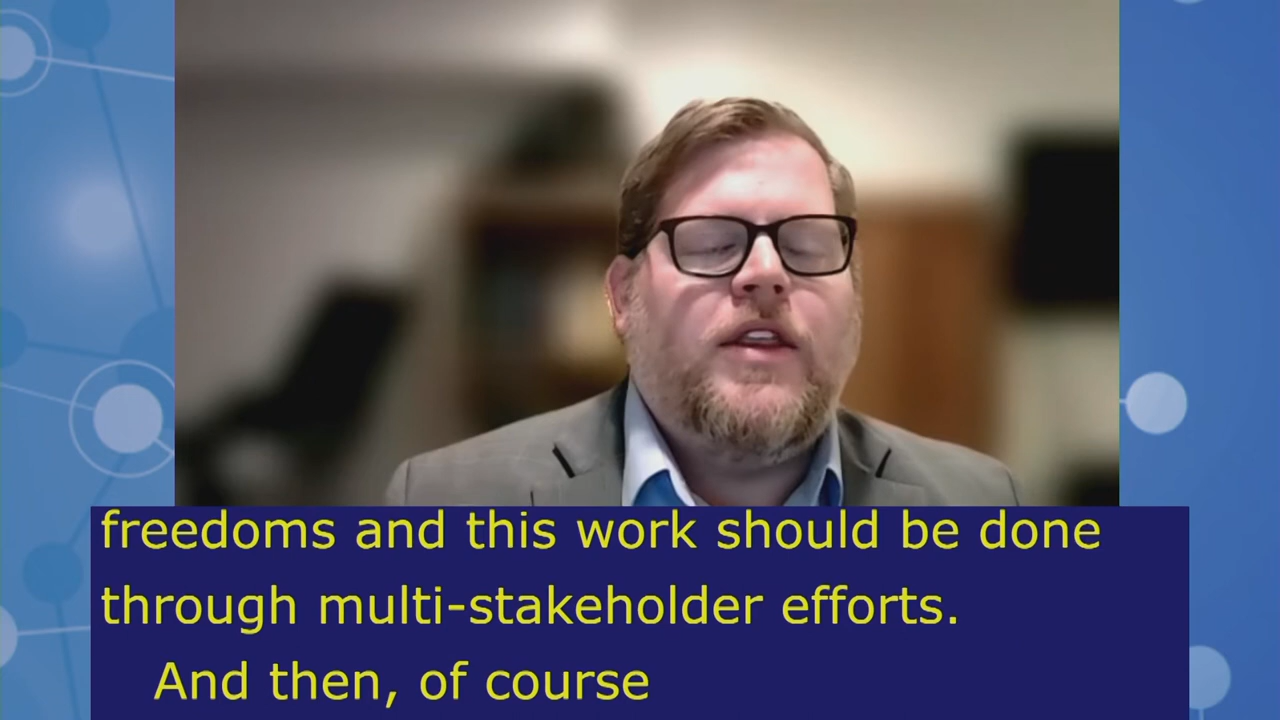 freedoms and this work should be done
through multi-stakeholder efforts.
And then, of course